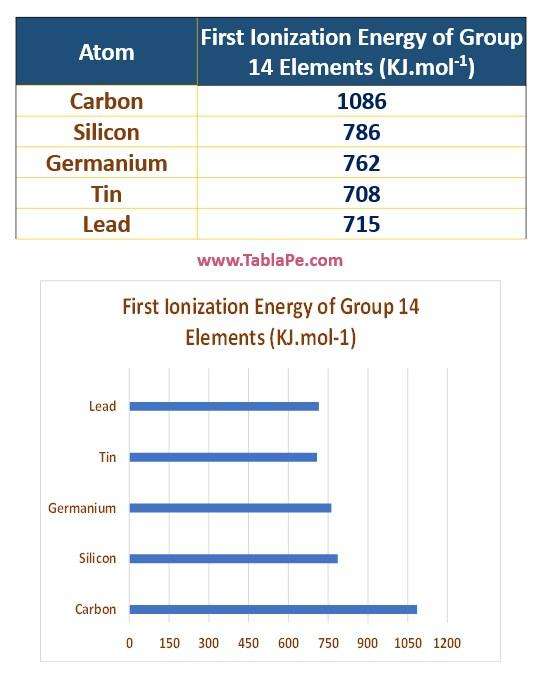 Atom
First Ionization Energy of Group
14 Elements (KJ.mol⁻¹)
Carbon 1086
Silicon 786
Germanium 762
Tin 708
Lead 715
www.TablaPe.com
First Ionization Energy of Group 14
Elements (KJ.mol-1)
Lead
Tin
Germanium
Silicon
Carbon
0 150 300 450 600 750 900 1050 1200